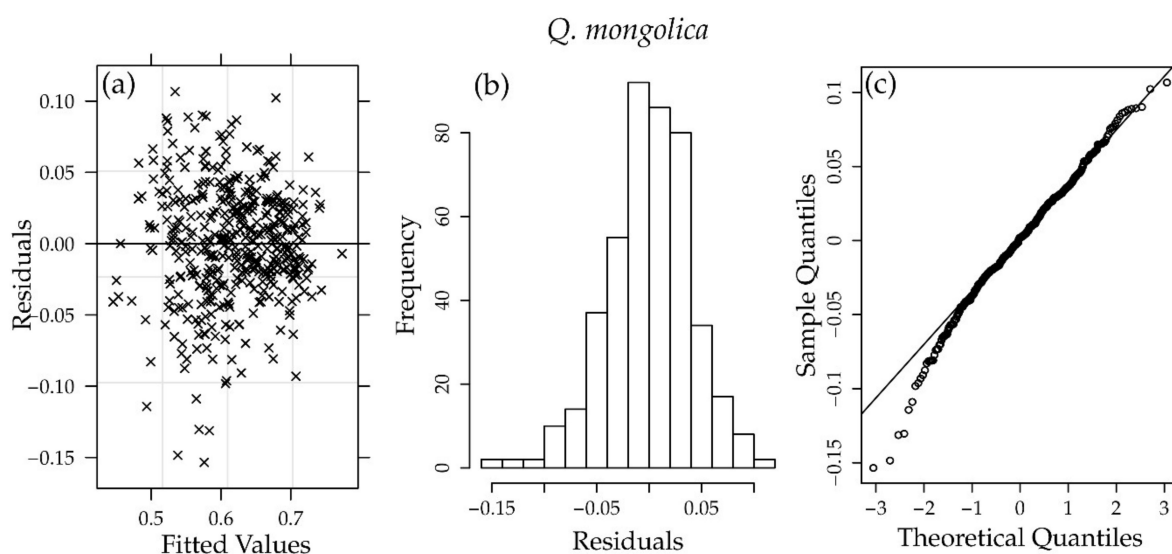 Q. mongolica
(a)
0.10
0.05
0.00
−0.05
−0.10
−0.15
Residuals
0.5 0.6 0.7
Fitted Values
(b)
80
60
40
20
0
Frequency
-0.15 -0.05 0.05
Residuals
(c)
0.1
0.05
0
−0.05
−0.1
−0.15
Sample Quantiles
−3 −2 −1 0 1 2 3
Theoretical Quantiles